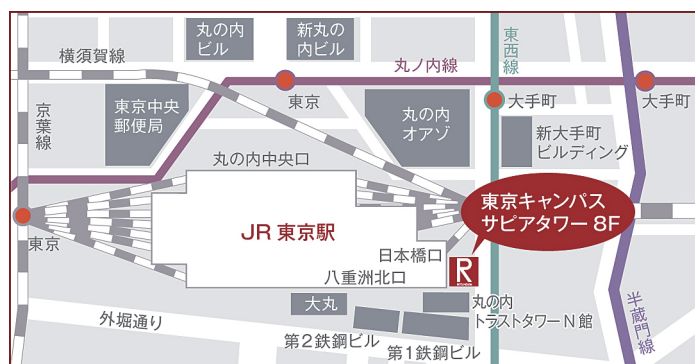 丸の内
ビル
新丸の
内ビル
横須賀線
東西線
丸ノ内線
東京
大手町
大手町
京葉線
東京中央
郵便局
丸の内
オアゾ
新大手町
ビルディング
丸の内中央口
東京キャンパス
サピアタワー 8F
JR 東京駅
東京
日本橋口
R
八重洲北口
大丸
丸の内
トラストタワーN館
外堀通り
第2鉄鋼ビル
第1鉄鋼ビル
半蔵門線